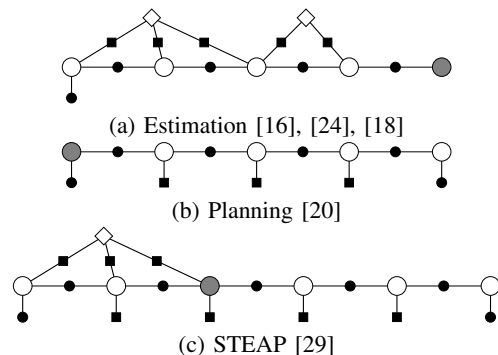 (a) Estimation [16], [24], [18]
(b) Planning [20]
(c) STEAP [29]